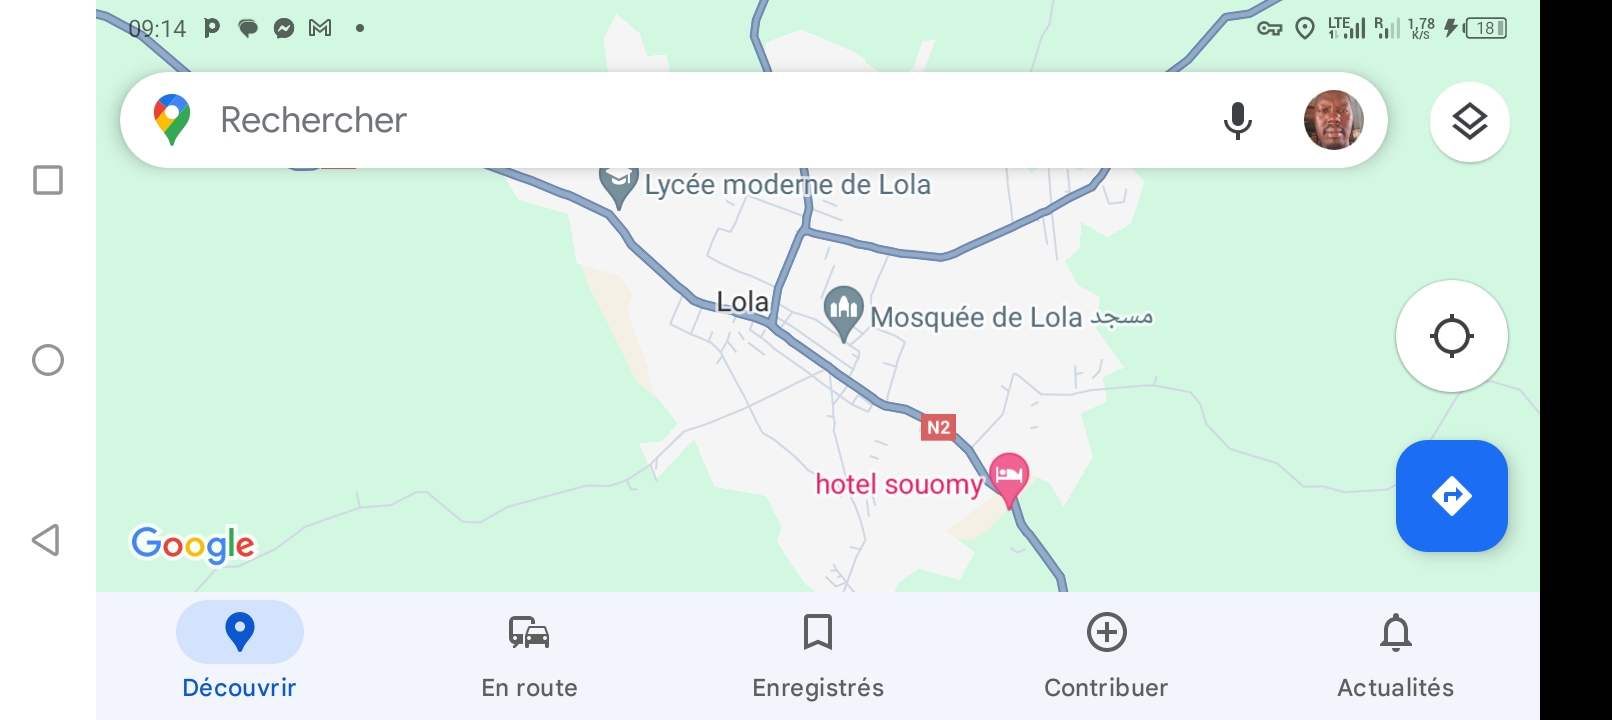 09:14
LTE
R
1,78
K/S
18
Rechercher
Lycée moderne de Lola
Lola
Mosquée de Lola مسجد
N2
hotel souomy
Google
Découvrir
En route
Enregistrés
Contribuer
Actualités